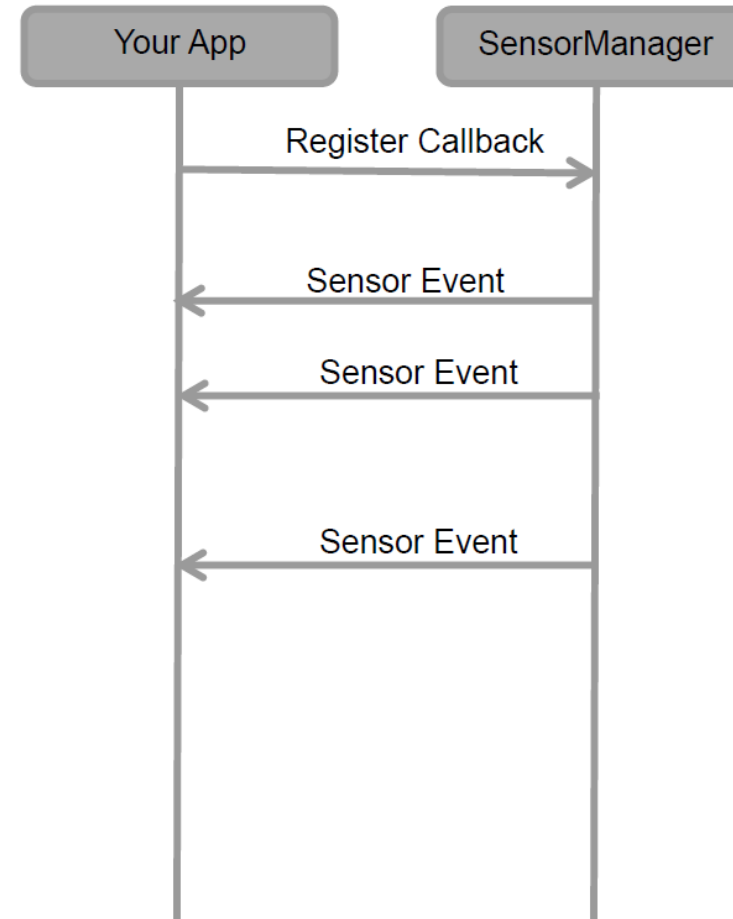 Your App
SensorManager
Register Callback
Sensor Event
Sensor Event
Sensor Event